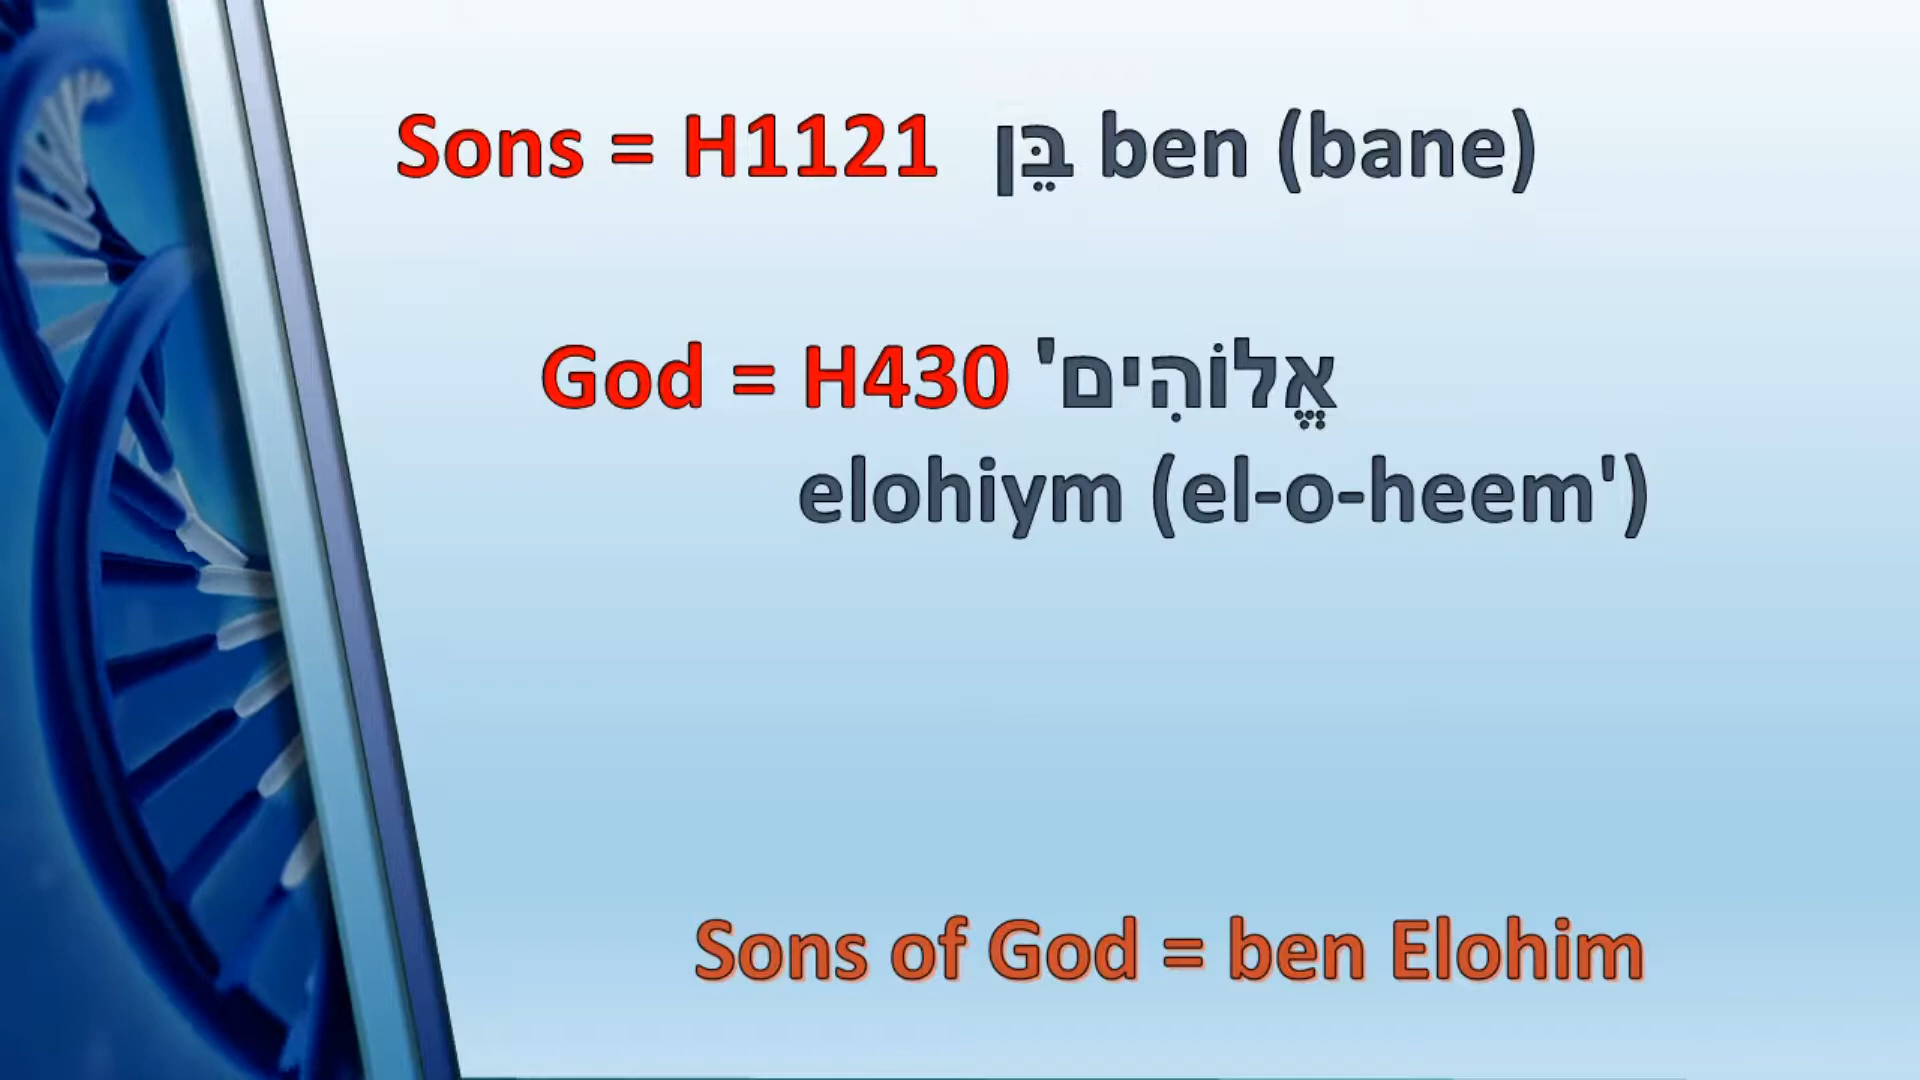 Sons = H1121 בֵּן ben (bane)
God = H430 אֱלוֹהִים'
elohiym (el-o-heem')
Sons of God = ben Elohim